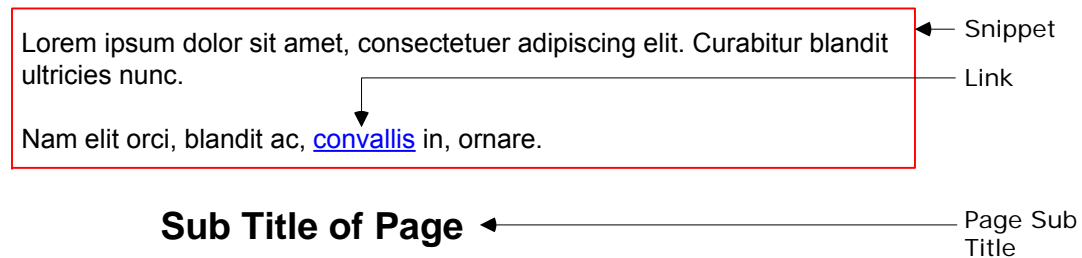 Lorem ipsum dolor sit amet, consectetuer adipiscing elit. Curabitur blandit
ultricies nunc.
Nam elit orci, blandit ac, convallis in, ornare.
Snippet
Link
Sub Title of Page
Page Sub
Title